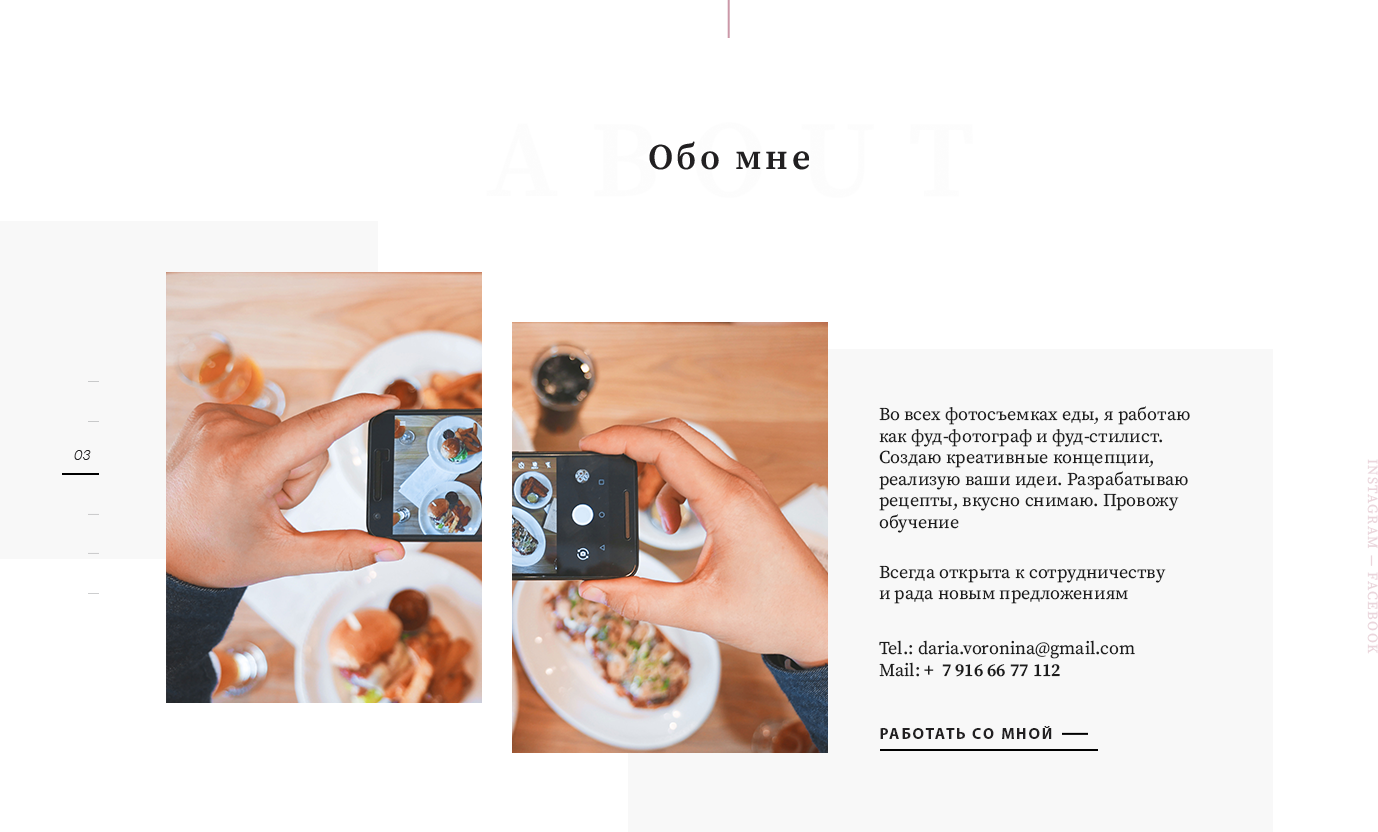 ABOUT
Обо мне
03
Во всех фотосъемках еды, я работаю
как фуд-фотограф и фуд-стилист.
Создаю креативные концепции,
реализую ваши идеи. Разрабатываю
рецепты, вкусно снимаю. Провожу
обучение
Всегда открыта к сотрудничеству
и рада новым предложениям
Tel.: daria.voronina@gmail.com
Mail: + 7 916 66 77 112
РАБОТАТЬ СО МНОЙ —
INSTAGRAM — FACEBOOK